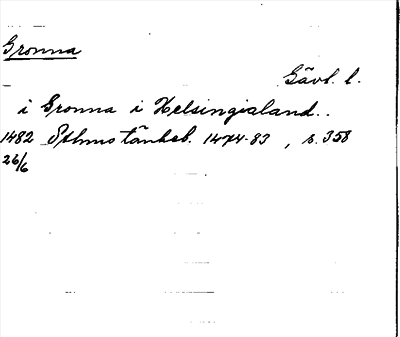 Gronna
Gävl. l.
i Gronna i Helsingialand..
1482 Sthms tänkeb. 1474-83, s. 358
26/6